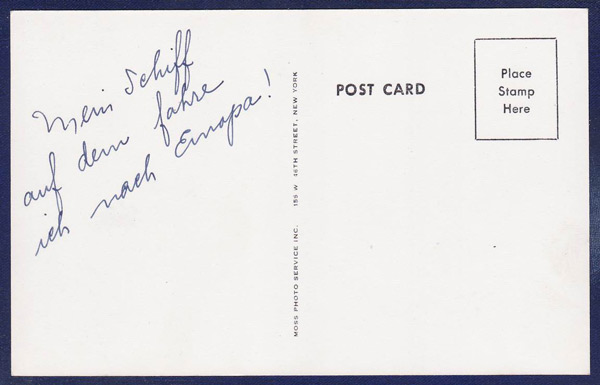 Mein Schiff
auf dem fahre
ich nach Europa!
MOSS PHOTO SERVICE INC. 155 W 46TH STREET, NEW YORK
POST CARD
Place
Stamp
Here